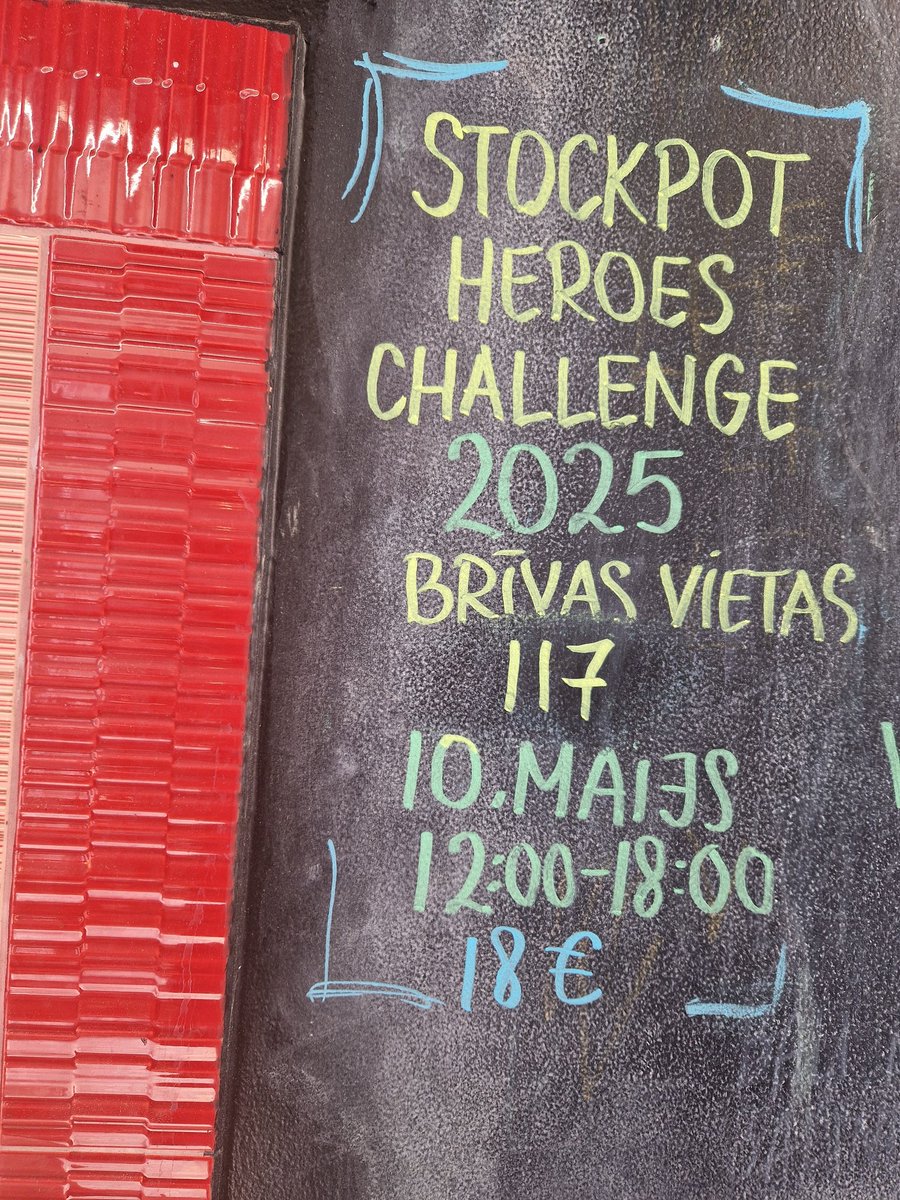 STOCKPOT
HEROES
CHALLENGE
2025
BRĪVAS VIETAS
117
10. MAIJS
12:00-18:00
18 €